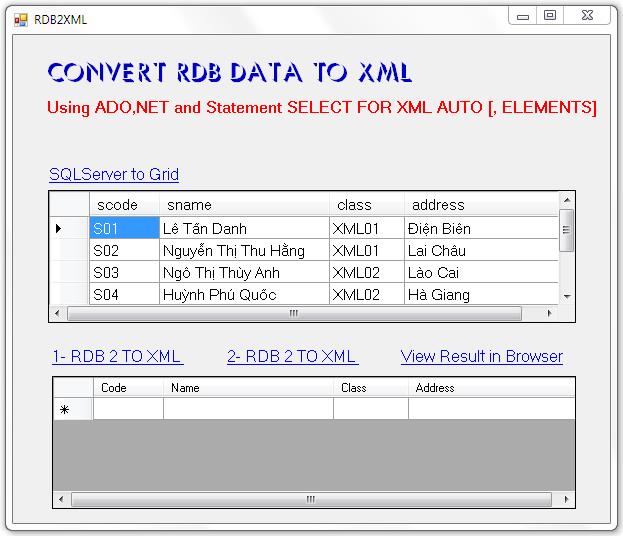 RDB2XML
CONVERT RDB DATA TO XML
Using ADO,NET and Statement SELECT FOR XML AUTO [, ELEMENTS]
SQLServer to Grid
scode sname class address
S01 Lê Tấn Danh XML01 Điện Biên
S02 Nguyễn Thị Thu Hằng XML01 Lai Châu
S03 Ngô Thị Thùy Anh XML02 Lào Cai
S04 Huỳnh Phú Quốc XML02 Hà Giang
1- RDB 2 TO XML 2- RDB 2 TO XML View Result in Browser
Code Name Class Address